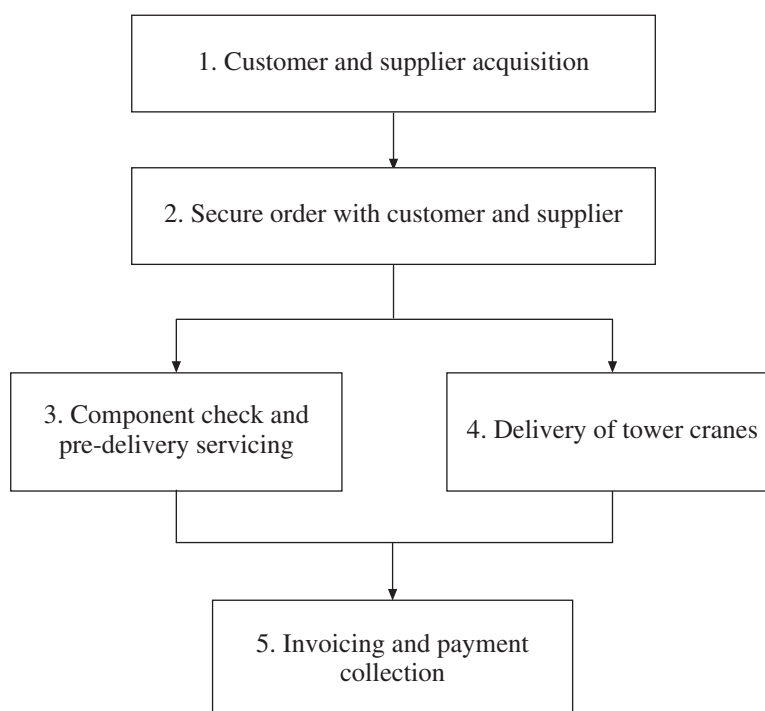 1. Customer and supplier acquisition
2. Secure order with customer and supplier
3. Component check and
pre-delivery servicing
4. Delivery of tower cranes
5. Invoicing and payment
collection